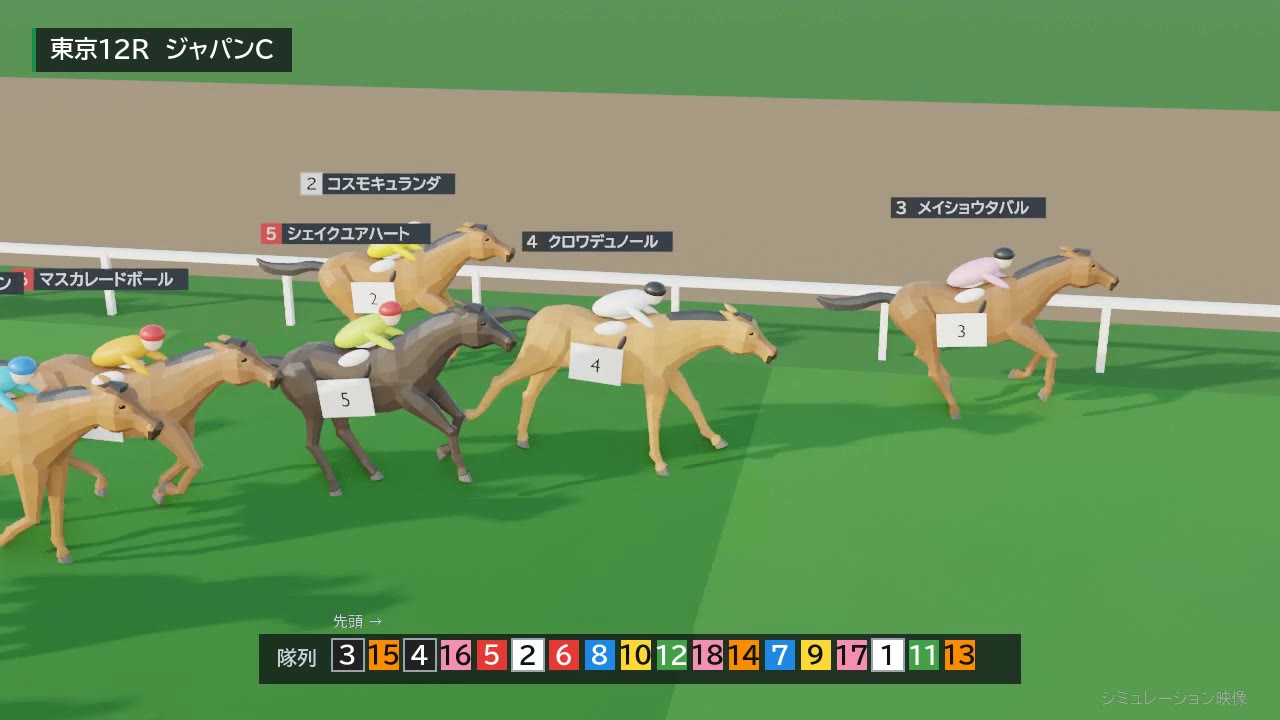 東京12R ジャパンC
2 コスモキュランダ
3 メイショウタバル
5 シェイクユアハート
4 クロワデュノール
ン
マスカレードボール
2
3
4
5
先頭 →
隊列 3 15 4 16 5 2 6 8 10 12 18 14 7 9 17 1 11 13
シミュレーション映像